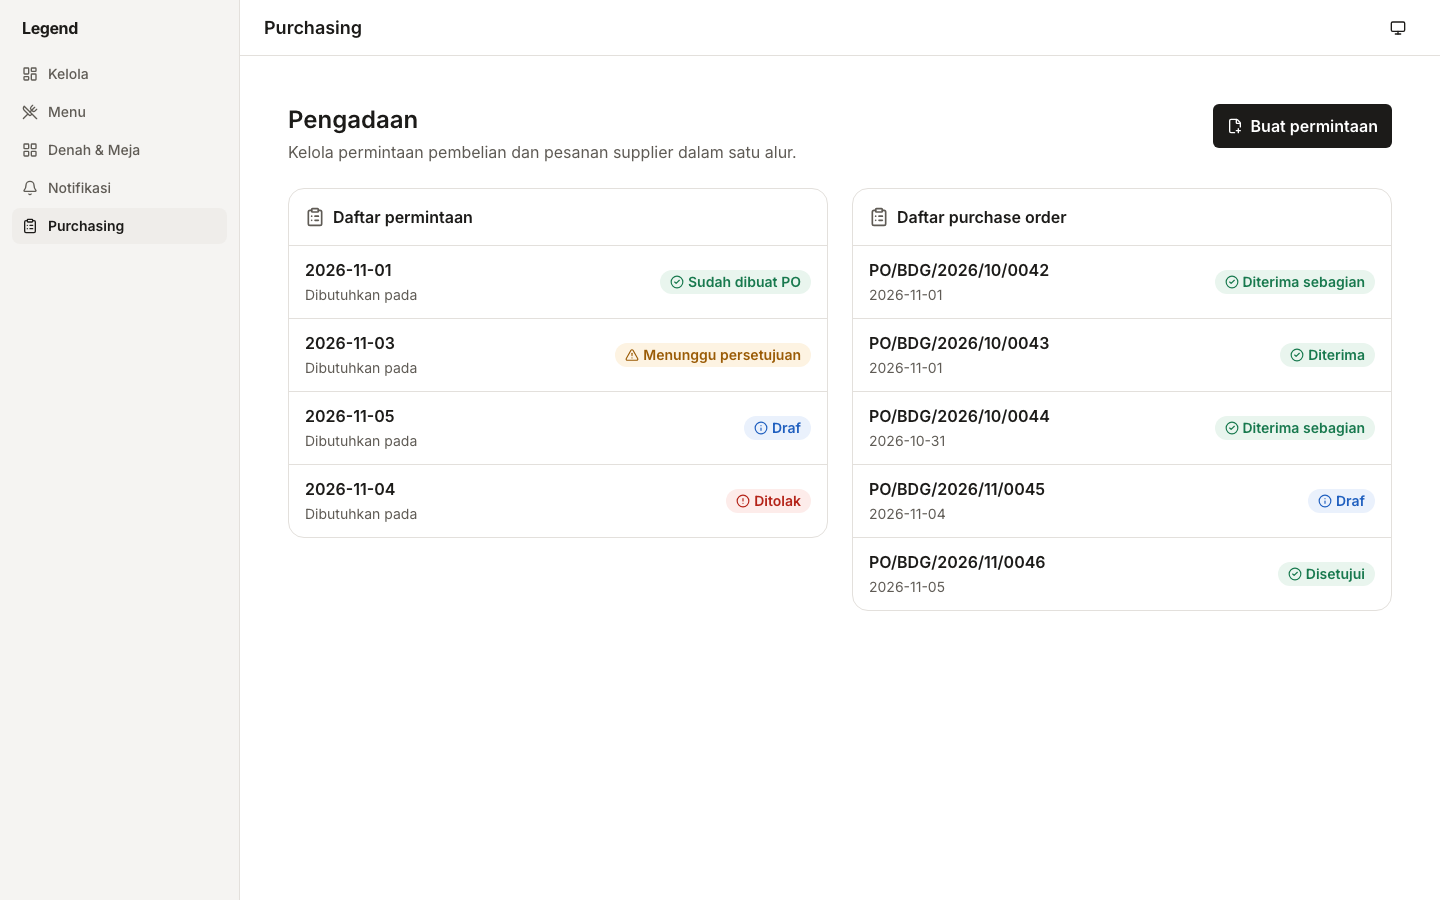 Legend
Kelola
Menu
Denah & Meja
Notifikasi
Purchasing
Purchasing
Pengadaan
Kelola permintaan pembelian dan pesanan supplier dalam satu alur.
Buat permintaan
Daftar permintaan
2026-11-01
Dibutuhkan pada
Sudah dibuat PO
2026-11-03
Dibutuhkan pada
Menunggu persetujuan
2026-11-05
Dibutuhkan pada
Draf
2026-11-04
Dibutuhkan pada
Ditolak
Daftar purchase order
PO/BDG/2026/10/0042
2026-11-01
Diterima sebagian
PO/BDG/2026/10/0043
2026-11-01
Diterima
PO/BDG/2026/10/0044
2026-10-31
Diterima sebagian
PO/BDG/2026/11/0045
2026-11-04
Draf
PO/BDG/2026/11/0046
2026-11-05
Disetujui